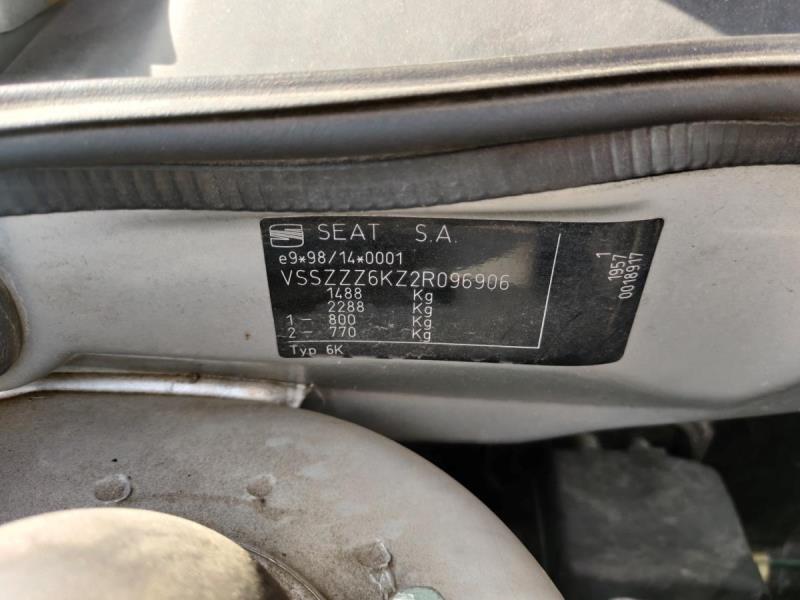 SEAT S.A.
e9*98/14*0001
VSSZZZ6KZ2R096906
1488 Kg
2288 Kg
1 - 800 Kg
2 - 770 Kg
Typ 6K
1
1957
0018917